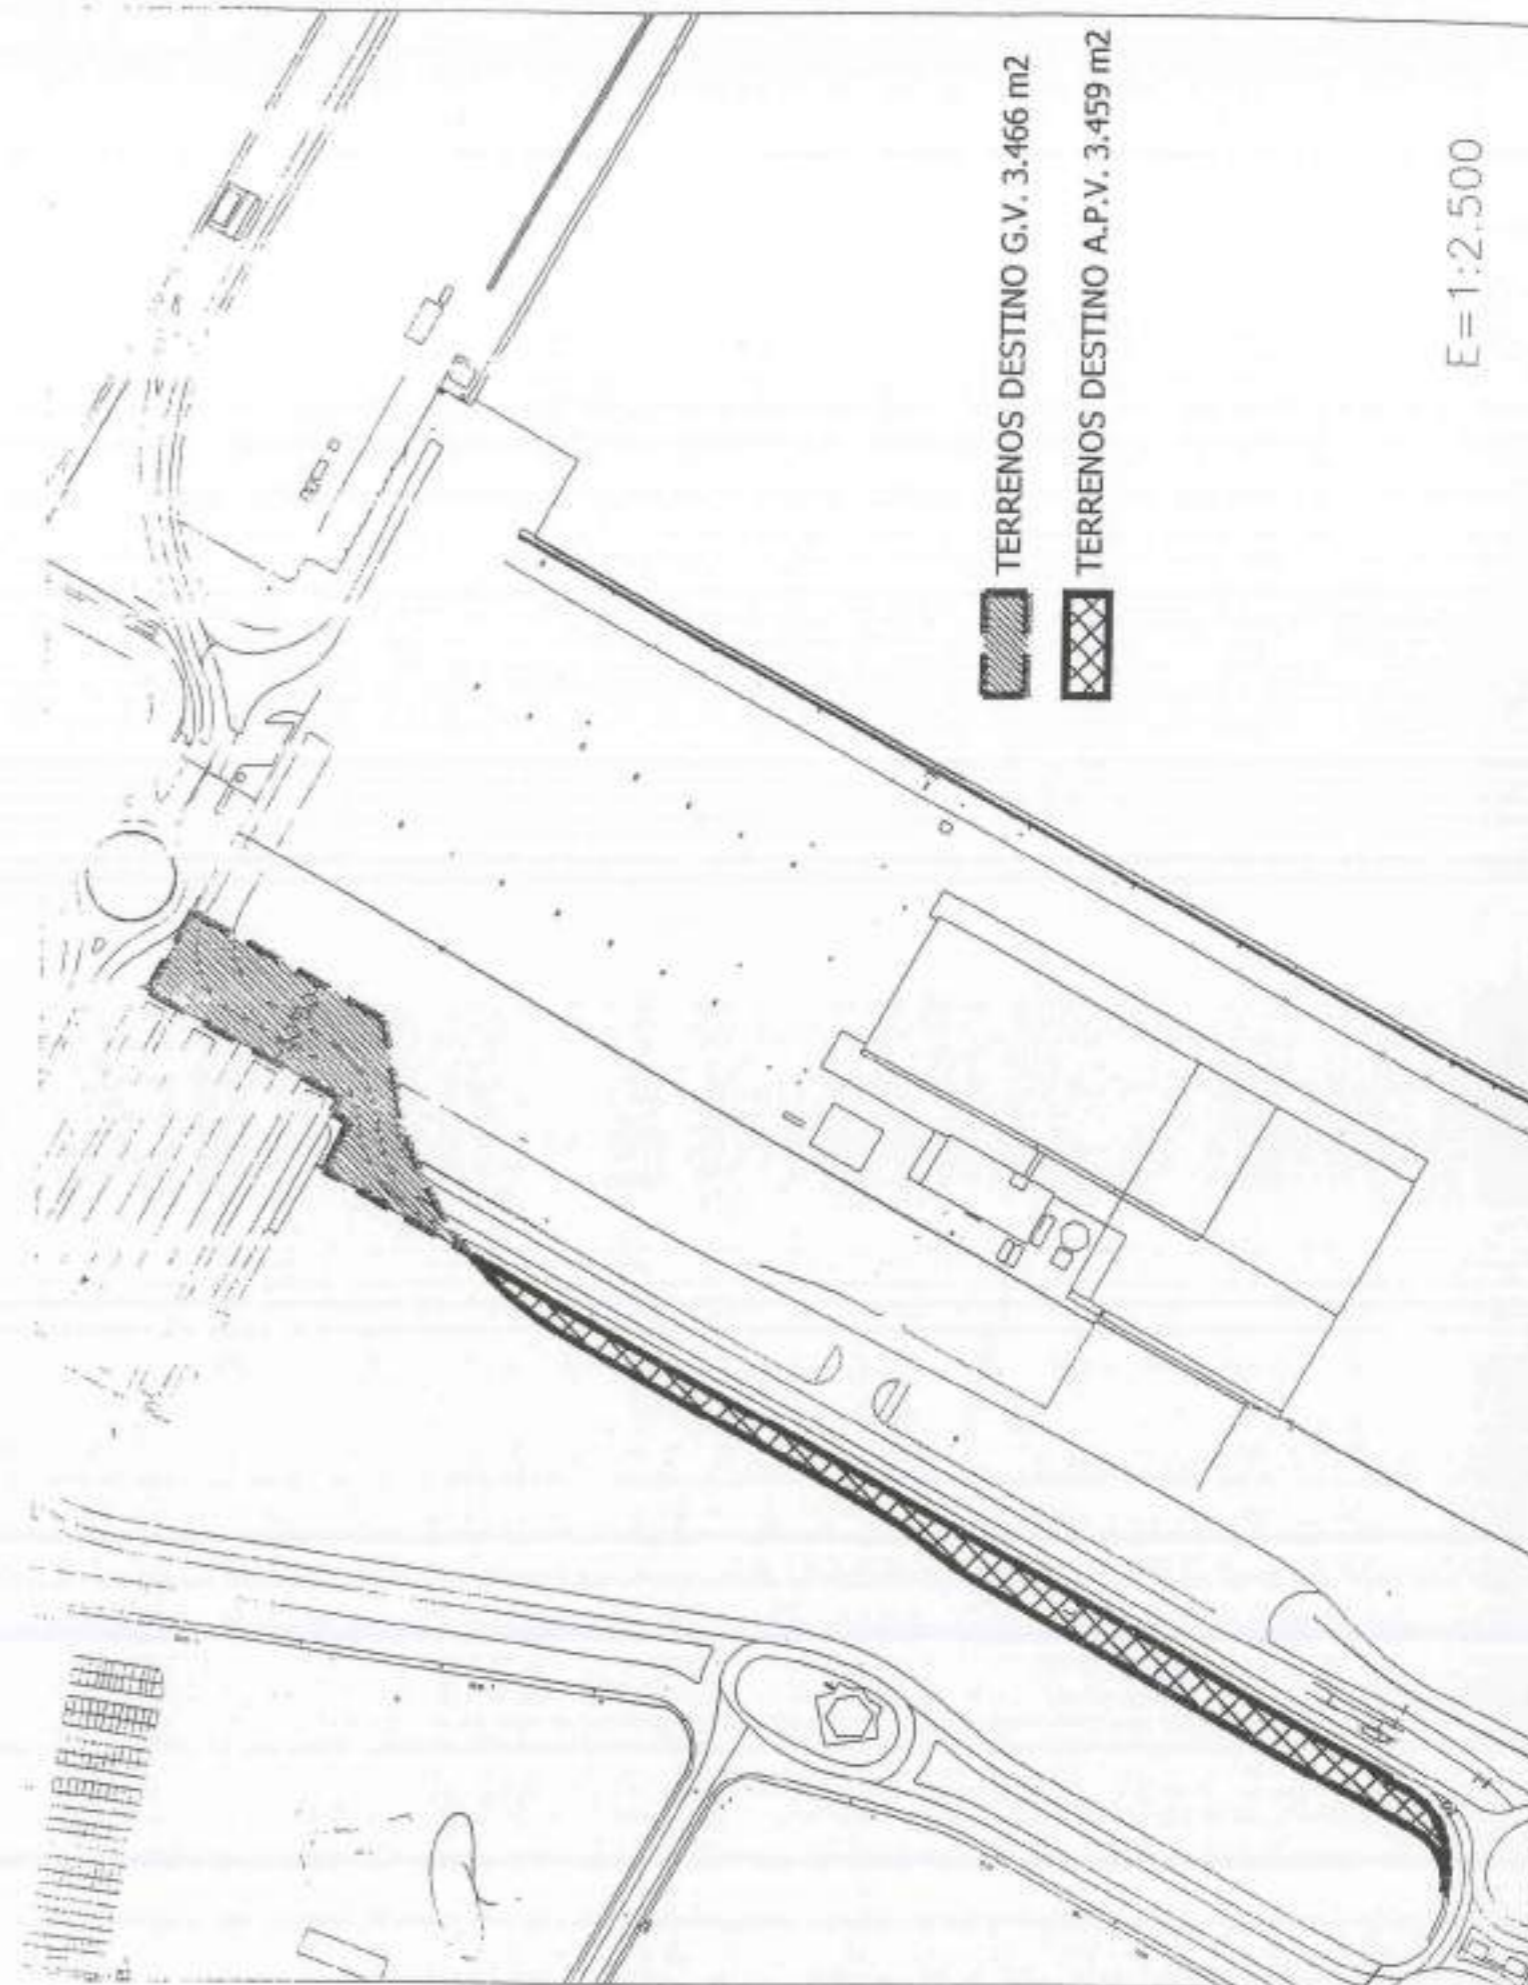 TERRENOS DESTINO G.V. 3.466 m2
TERRENOS DESTINO A.P.V. 3.459 m2
E=1:2.500